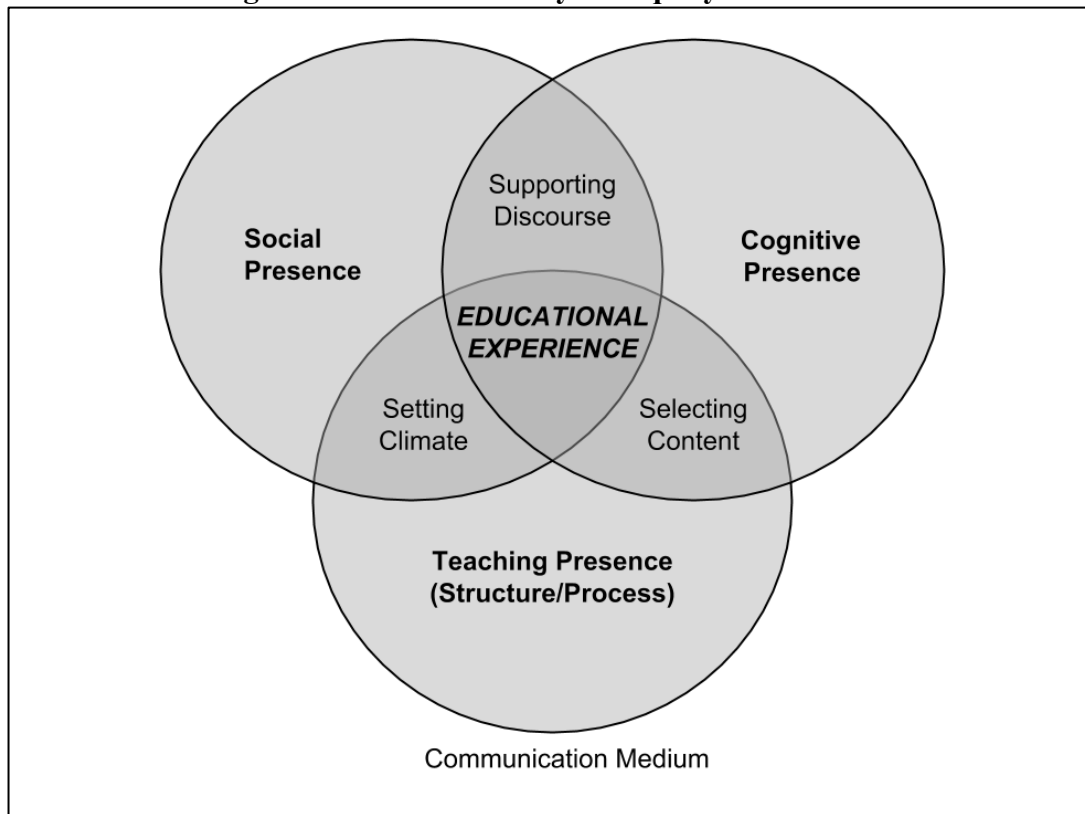 Supporting
Discourse
Social
Presence
Cognitive
Presence
EDUCATIONAL
EXPERIENCE
Setting
Climate
Selecting
Content
Teaching Presence
(Structure/Process)
Communication Medium